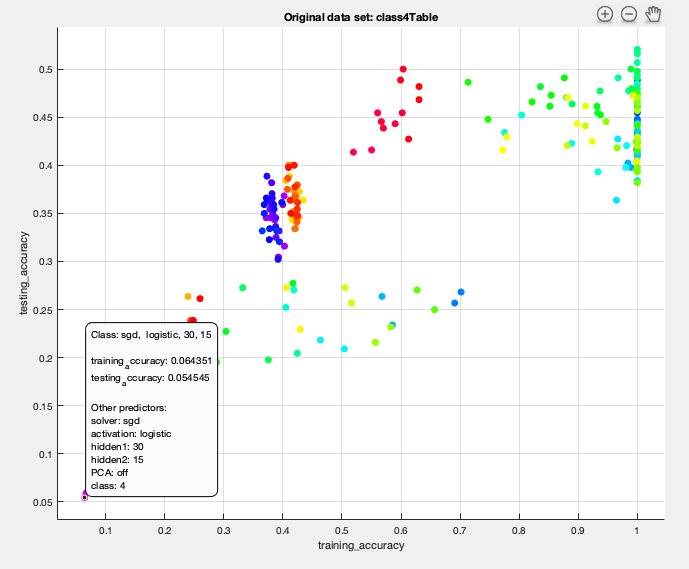 Original data set: class4Table
0.5
0.45
0.4
0.35
0.3
0.25
0.2
0.15
0.1
0.05
testing_accuracy
Class: sgd, logistic, 30, 15
training_accuracy: 0.064351
testing_accuracy: 0.054545
Other predictors:
solver: sgd
activation: logistic
hidden1: 30
hidden2: 15
PCA: off
class: 4
0.1 0.2 0.3 0.4 0.5 0.6 0.7 0.8 0.9 1
training_accuracy